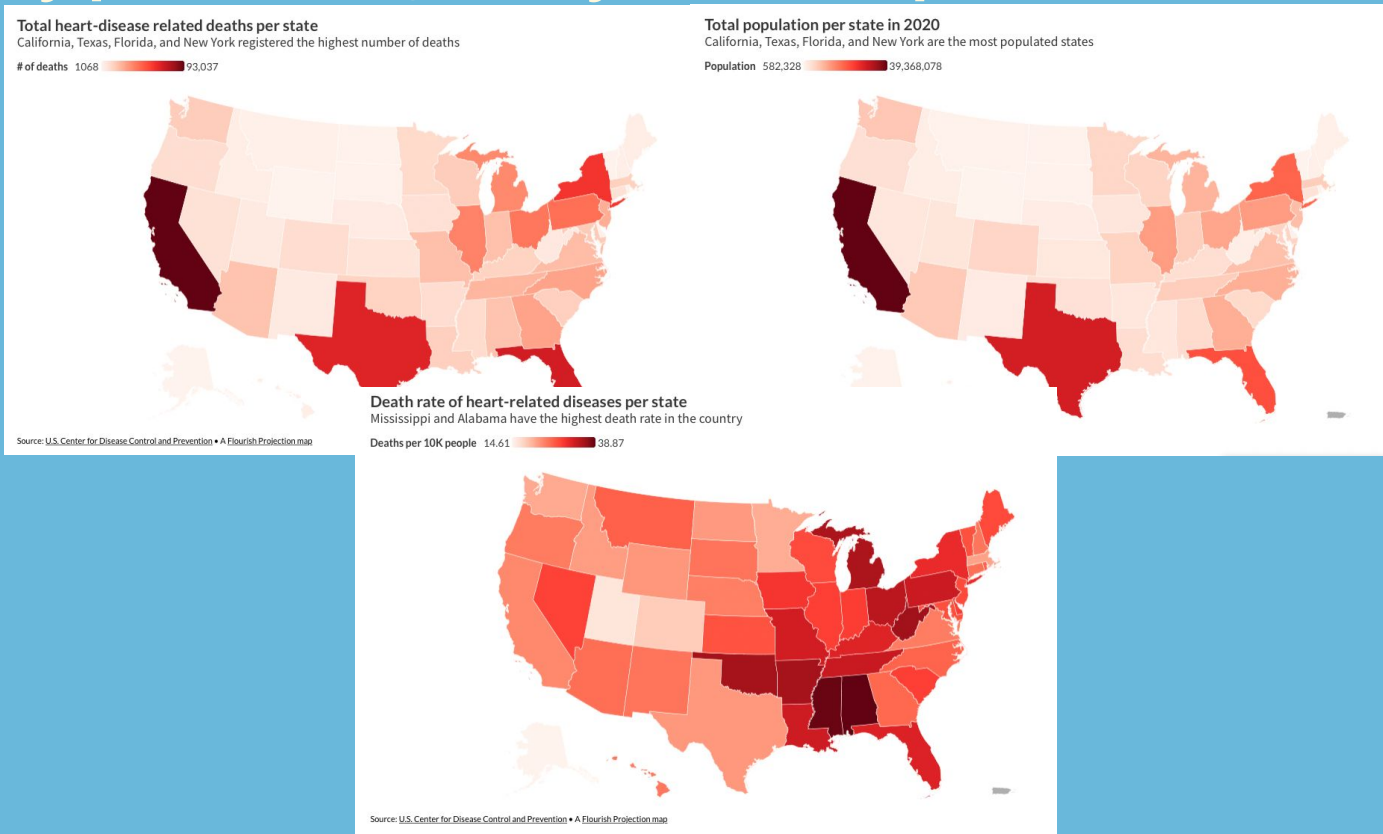 Total heart-disease related deaths per state
California, Texas, Florida, and New York registered the highest number of deaths
# of deaths 1068 93,037
Source: U.S. Center for Disease Control and Prevention • A Flourish Projection map
Total population per state in 2020
California, Texas, Florida, and New York are the most populated states
Population 582,328 39,368,078
Death rate of heart-related diseases per state
Mississippi and Alabama have the highest death rate in the country
Deaths per 10K people 14.61 38.87
Source: U.S. Center for Disease Control and Prevention • A Flourish Projection map